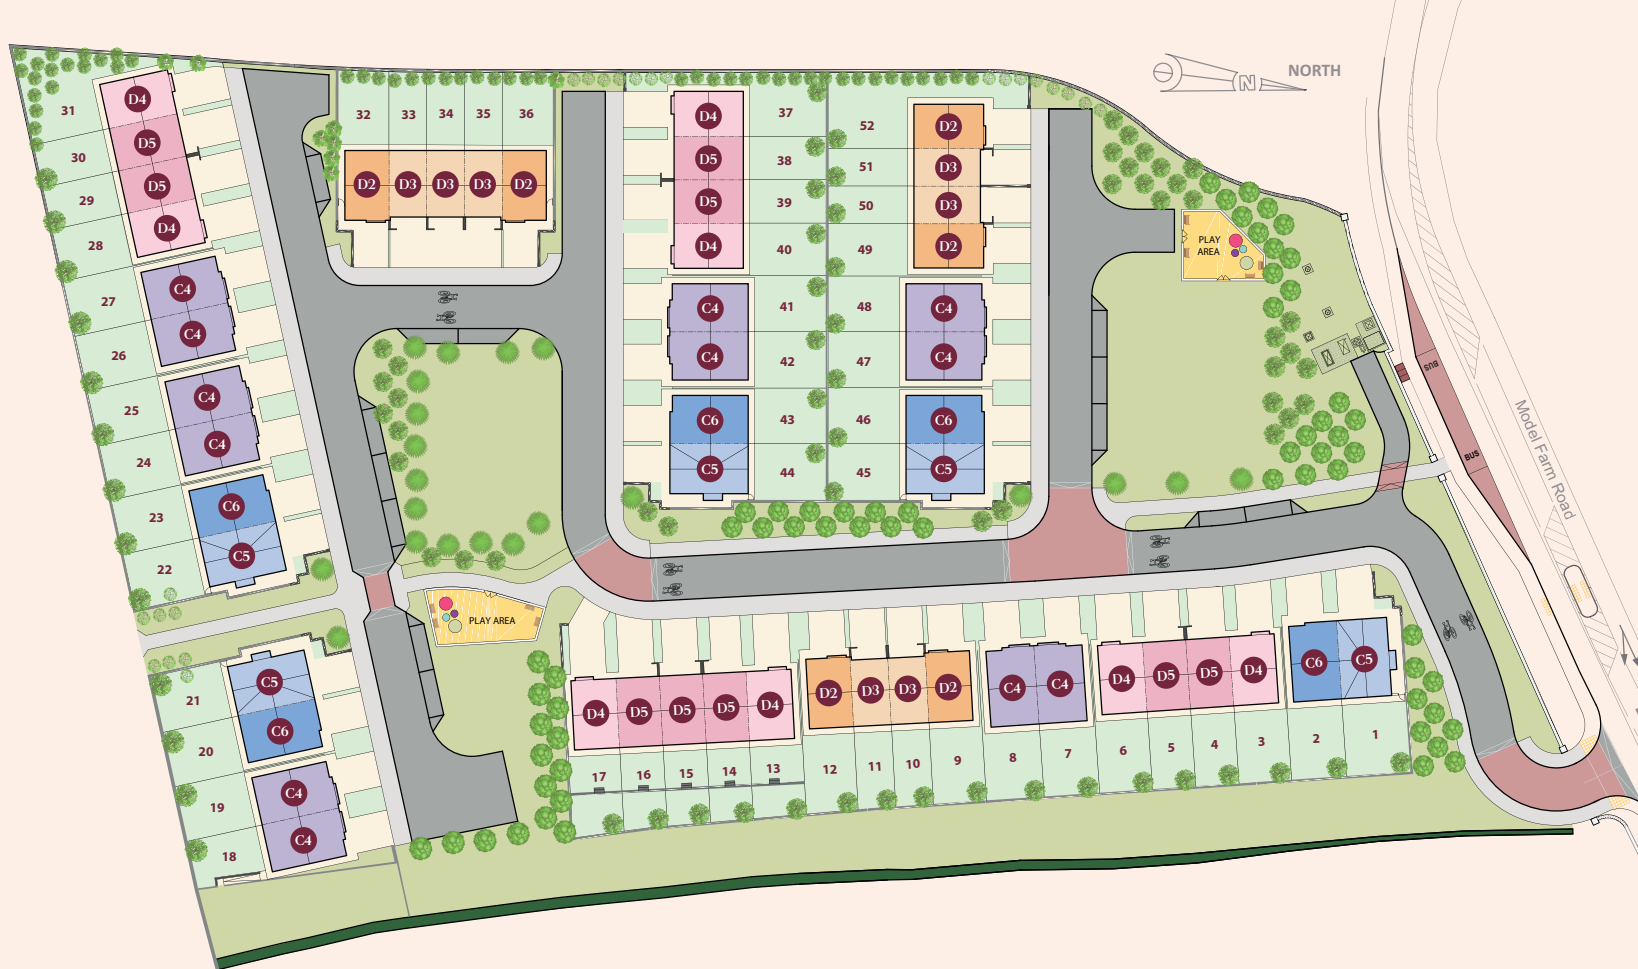 N
NORTH
31
D4
30
D5
29
D5
28
D4
27
C4
26
C4
25
C4
24
C4
23
C6
22
C5
21
C5
20
C6
19
C4
18
C4
32 33 34 35 36
D2 D3 D3 D3 D2
D4 37
D5 38
D5 39
D4 40
C4 41
C4 42
C6 43
C5 44
52 D2
51 D3
50 D3
49 D2
48 C4
47 C4
46 C6
45 C5
PLAY
AREA
PLAY AREA
BUS
BUS
Model Farm Road
D4 D5 D5 D5 D4
17 16 15 14 13
D2 D3 D3 D2
12 11 10 9
C4 C4
8 7
D4 D5 D5 D4
6 5 4 3
C6 C5
2 1